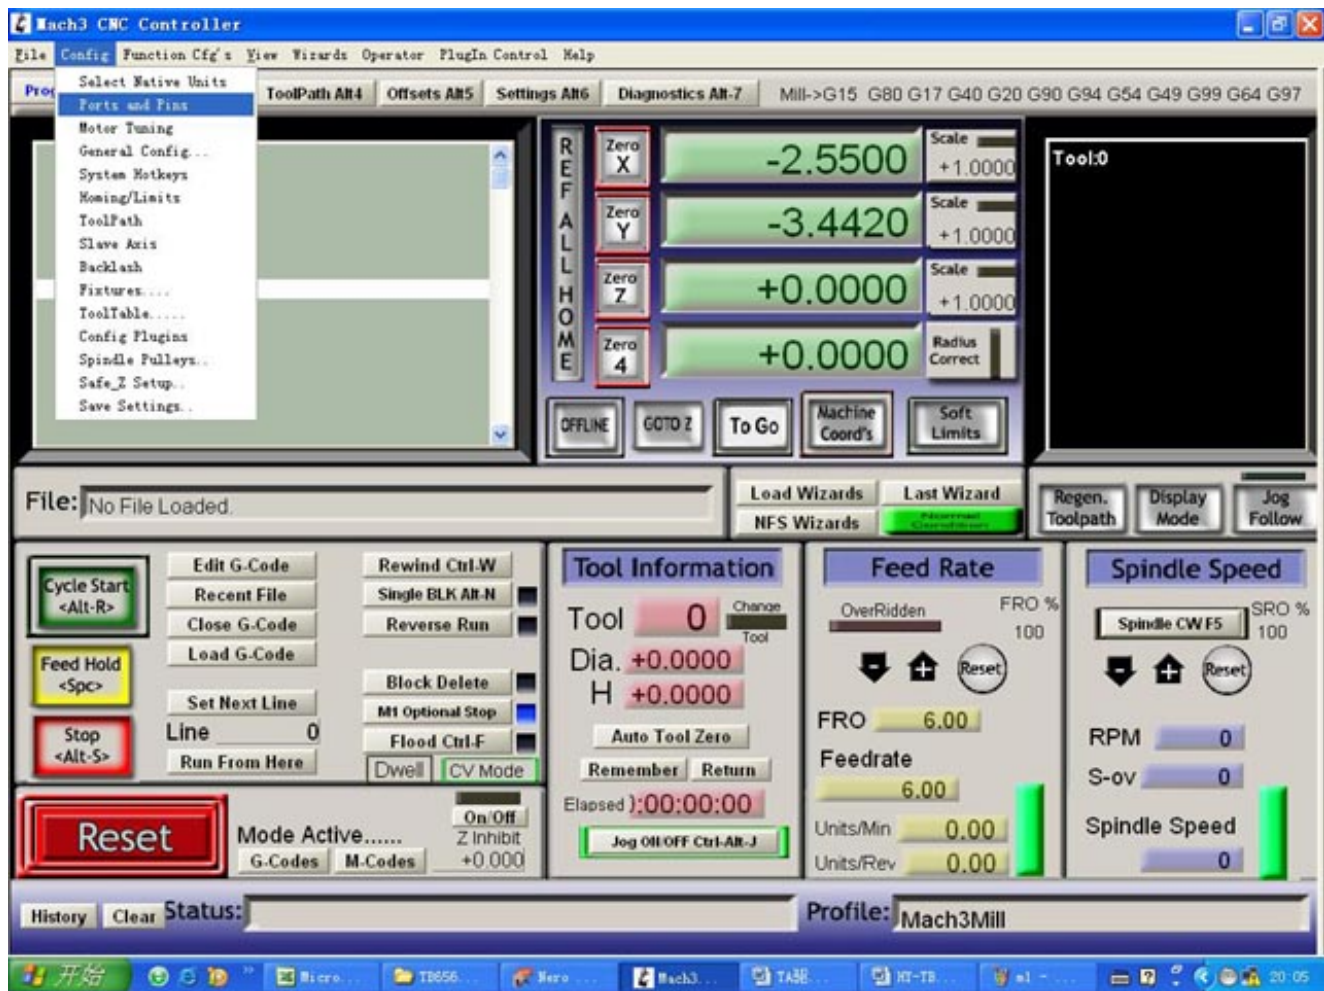 Mach3 CNC Controller
File Config Function Cfg's View Wizards Operator PlugIn Control Help
ToolPath Alt4 Offsets Alt5 Settings Alt6 Diagnostics Alt-7 Mill->G15 G80 G17 G40 G20 G90 G94 G54 G49 G99 G64 G97
Select Native Units
Ports and Pins
Motor Tuning
General Config...
System Hotkeys
Homing/Limits
ToolPath
Slave Axis
Backlash
Fixtures....
ToolTable.....
Config Plugins
Spindle Pulleys..
Safe_Z Setup..
Save Settings..
REF ALL HOME
Zero X -2.5500 Scale +1.0000
Zero Y -3.4420 Scale +1.0000
Zero Z +0.0000 Scale +1.0000
Zero 4 +0.0000 Radius Correct
OFFLINE GOTO Z To Go Machine Coord's Soft Limits
Tool:0
File: No File Loaded.
Load Wizards Last Wizard
NFS Wizards Normal Condition
Regen. Toolpath Display Mode Jog Follow
Cycle Start <Alt-R>
Feed Hold <Spc>
Stop <Alt-S>
Edit G-Code
Recent File
Close G-Code
Load G-Code
Set Next Line
Line 0
Run From Here
Rewind Ctrl-W
Single BLK Alt-N
Reverse Run
Block Delete
M1 Optional Stop
Flood Ctrl-F
Dwell CV Mode
Reset
Mode Active......
G-Codes M-Codes
On/Off
Z Inhibit
+0.000
Tool Information
Tool 0 Change Tool
Dia. +0.0000
H +0.0000
Auto Tool Zero
Remember Return
Elapsed ):00:00:00
Jog ON/OFF Ctrl-Alt-J
Feed Rate
OverRidden FRO %
100
Reset
FRO 6.00
Feedrate
6.00
Units/Min 0.00
Units/Rev 0.00
Spindle Speed
Spindle CW F5 SRO %
100
Reset
RPM 0
S-ov 0
Spindle Speed
0
History Clear Status:
Profile: Mach3Mill
开始 Micro... TB656... Nero ... Mach3... HT-TB... m1 - ... 20:05